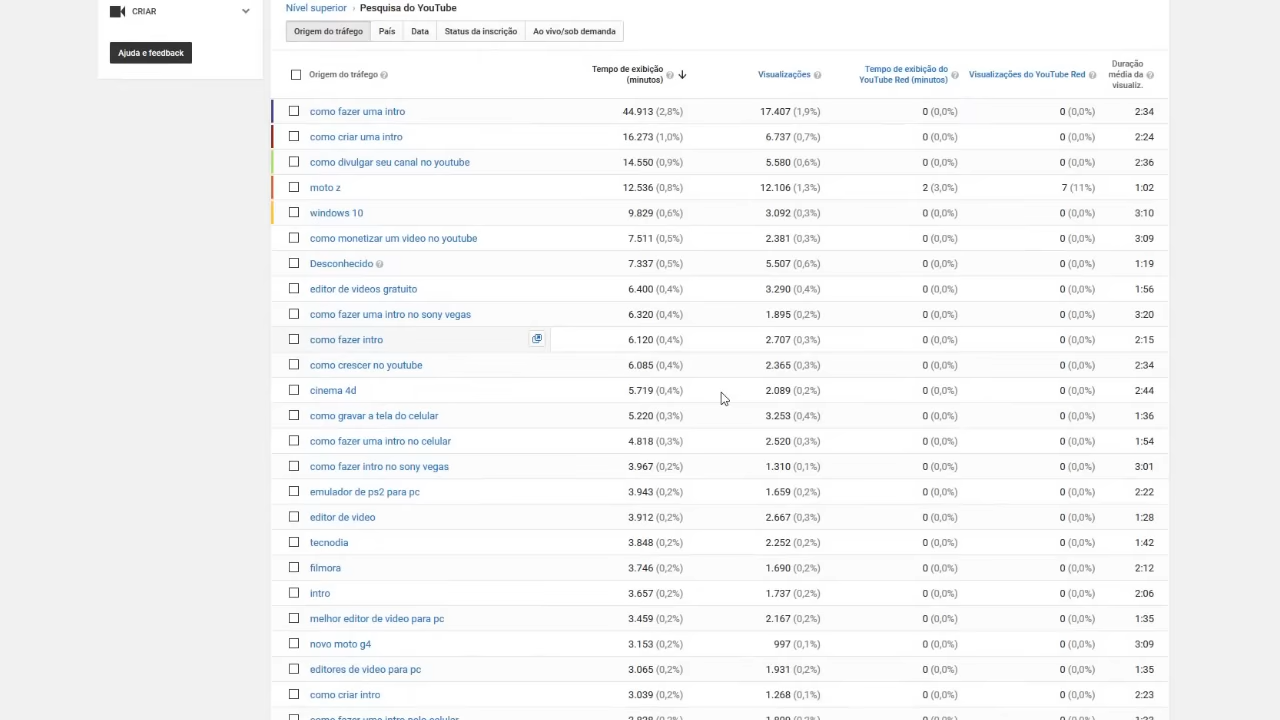 CRIAR
Ajuda e feedback
Nível superior › Pesquisa do YouTube
Origem do tráfego País Data Status da inscrição Ao vivo/sob demanda
Origem do tráfego Tempo de exibição (minutos) Visualizações Tempo de exibição do YouTube Red (minutos) Visualizações do YouTube Red Duração média da visualiz.
como fazer uma intro 44.913 (2,8%) 17.407 (1,9%) 0 (0,0%) 0 (0,0%) 2:34
como criar uma intro 16.273 (1,0%) 6.737 (0,7%) 0 (0,0%) 0 (0,0%) 2:24
como divulgar seu canal no youtube 14.550 (0,9%) 5.580 (0,6%) 0 (0,0%) 0 (0,0%) 2:36
moto z 12.536 (0,8%) 12.106 (1,3%) 2 (3,0%) 7 (11%) 1:02
windows 10 9.829 (0,6%) 3.092 (0,3%) 0 (0,0%) 0 (0,0%) 3:10
como monetizar um video no youtube 7.511 (0,5%) 2.381 (0,3%) 0 (0,0%) 0 (0,0%) 3:09
Desconhecido 7.337 (0,5%) 5.507 (0,6%) 0 (0,0%) 0 (0,0%) 1:19
editor de videos gratuito 6.400 (0,4%) 3.290 (0,4%) 0 (0,0%) 0 (0,0%) 1:56
como fazer uma intro no sony vegas 6.320 (0,4%) 1.895 (0,2%) 0 (0,0%) 0 (0,0%) 3:20
como fazer intro 6.120 (0,4%) 2.707 (0,3%) 0 (0,0%) 0 (0,0%) 2:15
como crescer no youtube 6.085 (0,4%) 2.365 (0,3%) 0 (0,0%) 0 (0,0%) 2:34
cinema 4d 5.719 (0,4%) 2.089 (0,2%) 0 (0,0%) 0 (0,0%) 2:44
como gravar a tela do celular 5.220 (0,3%) 3.253 (0,4%) 0 (0,0%) 0 (0,0%) 1:36
como fazer uma intro no celular 4.818 (0,3%) 2.520 (0,3%) 0 (0,0%) 0 (0,0%) 1:54
como fazer intro no sony vegas 3.967 (0,2%) 1.310 (0,1%) 0 (0,0%) 0 (0,0%) 3:01
emulador de ps2 para pc 3.943 (0,2%) 1.659 (0,2%) 0 (0,0%) 0 (0,0%) 2:22
editor de video 3.912 (0,2%) 2.667 (0,3%) 0 (0,0%) 0 (0,0%) 1:28
tecnodia 3.848 (0,2%) 2.252 (0,2%) 0 (0,0%) 0 (0,0%) 1:42
filmora 3.746 (0,2%) 1.690 (0,2%) 0 (0,0%) 0 (0,0%) 2:12
intro 3.657 (0,2%) 1.737 (0,2%) 0 (0,0%) 0 (0,0%) 2:06
melhor editor de video para pc 3.459 (0,2%) 2.167 (0,2%) 0 (0,0%) 0 (0,0%) 1:35
novo moto g4 3.153 (0,2%) 997 (0,1%) 0 (0,0%) 0 (0,0%) 3:09
editores de video para pc 3.065 (0,2%) 1.931 (0,2%) 0 (0,0%) 0 (0,0%) 1:35
como criar intro 3.039 (0,2%) 1.268 (0,1%) 0 (0,0%) 0 (0,0%) 2:23
como fazer uma intro pelo celular